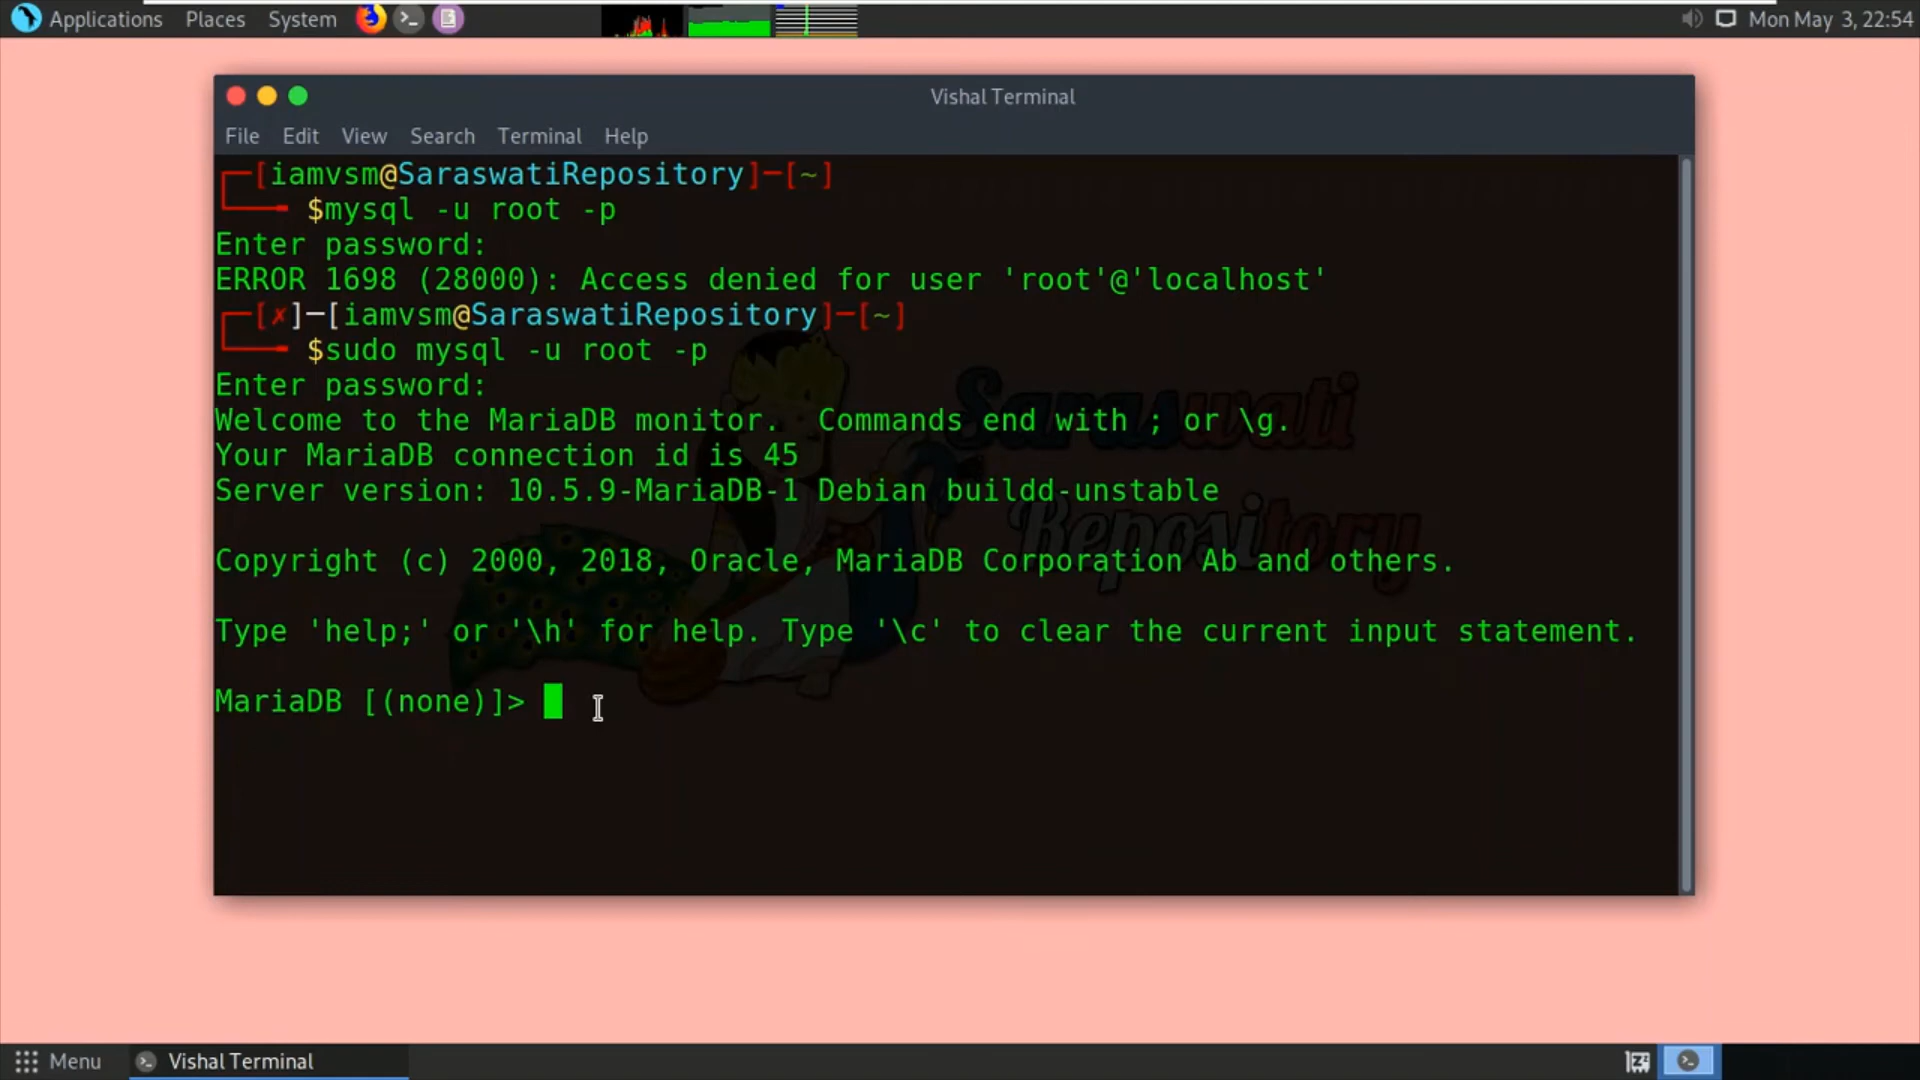 Applications Places System Mon May 3, 22:54
Vishal Terminal
File Edit View Search Terminal Help
┌─[iamvsm@SaraswatiRepository]─[~]
└──╼ $mysql -u root -p
Enter password:
ERROR 1698 (28000): Access denied for user 'root'@'localhost'
┌─[✗]─[iamvsm@SaraswatiRepository]─[~]
└──╼ $sudo mysql -u root -p
Enter password:
Welcome to the MariaDB monitor.  Commands end with ; or \g.
Your MariaDB connection id is 45
Server version: 10.5.9-MariaDB-1 Debian buildd-unstable
Copyright (c) 2000, 2018, Oracle, MariaDB Corporation Ab and others.
Type 'help;' or '\h' for help. Type '\c' to clear the current input statement.
MariaDB [(none)]>
Saraswati
Repository
Menu Vishal Terminal